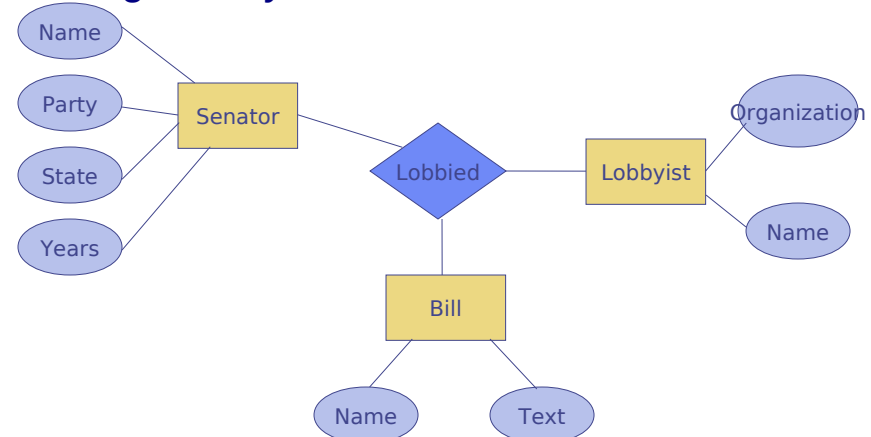 Name
Party
Senator
Organization
Lobbied
Lobbyist
State
Name
Years
Bill
Name
Text